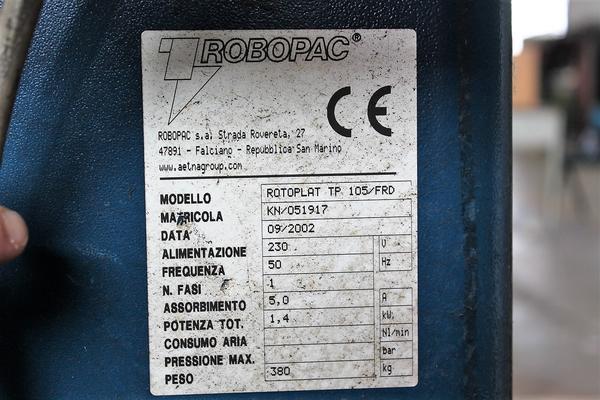 ROBOPAC®
CE
ROBOPAC s.a. Strada Rovereta, 27
47891 - Falciano - Repubblica San Marino
www.aetnagroup.com
MODELLO ROTOPLAT TP 105/FRD
MATRICOLA KN/051917
DATA 09/2002
ALIMENTAZIONE 230 V
FREQUENZA 50 Hz
N. FASI 1
ASSORBIMENTO 5,0 A
POTENZA TOT. 1,4 kW
CONSUMO ARIA Nl/min
PRESSIONE MAX. bar
PESO 380 kg